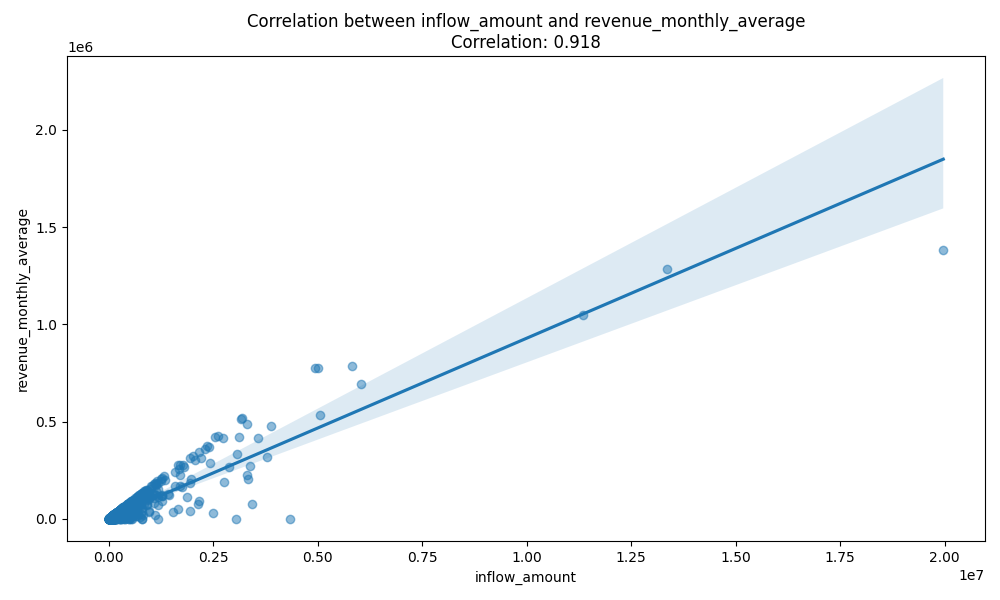 Correlation between inflow_amount and revenue_monthly_average
Correlation: 0.918
1e6
2.0
1.5
1.0
0.5
0.0
revenue_monthly_average
0.00
0.25
0.50
0.75
1.00
1.25
1.50
1.75
2.00
1e7
inflow_amount